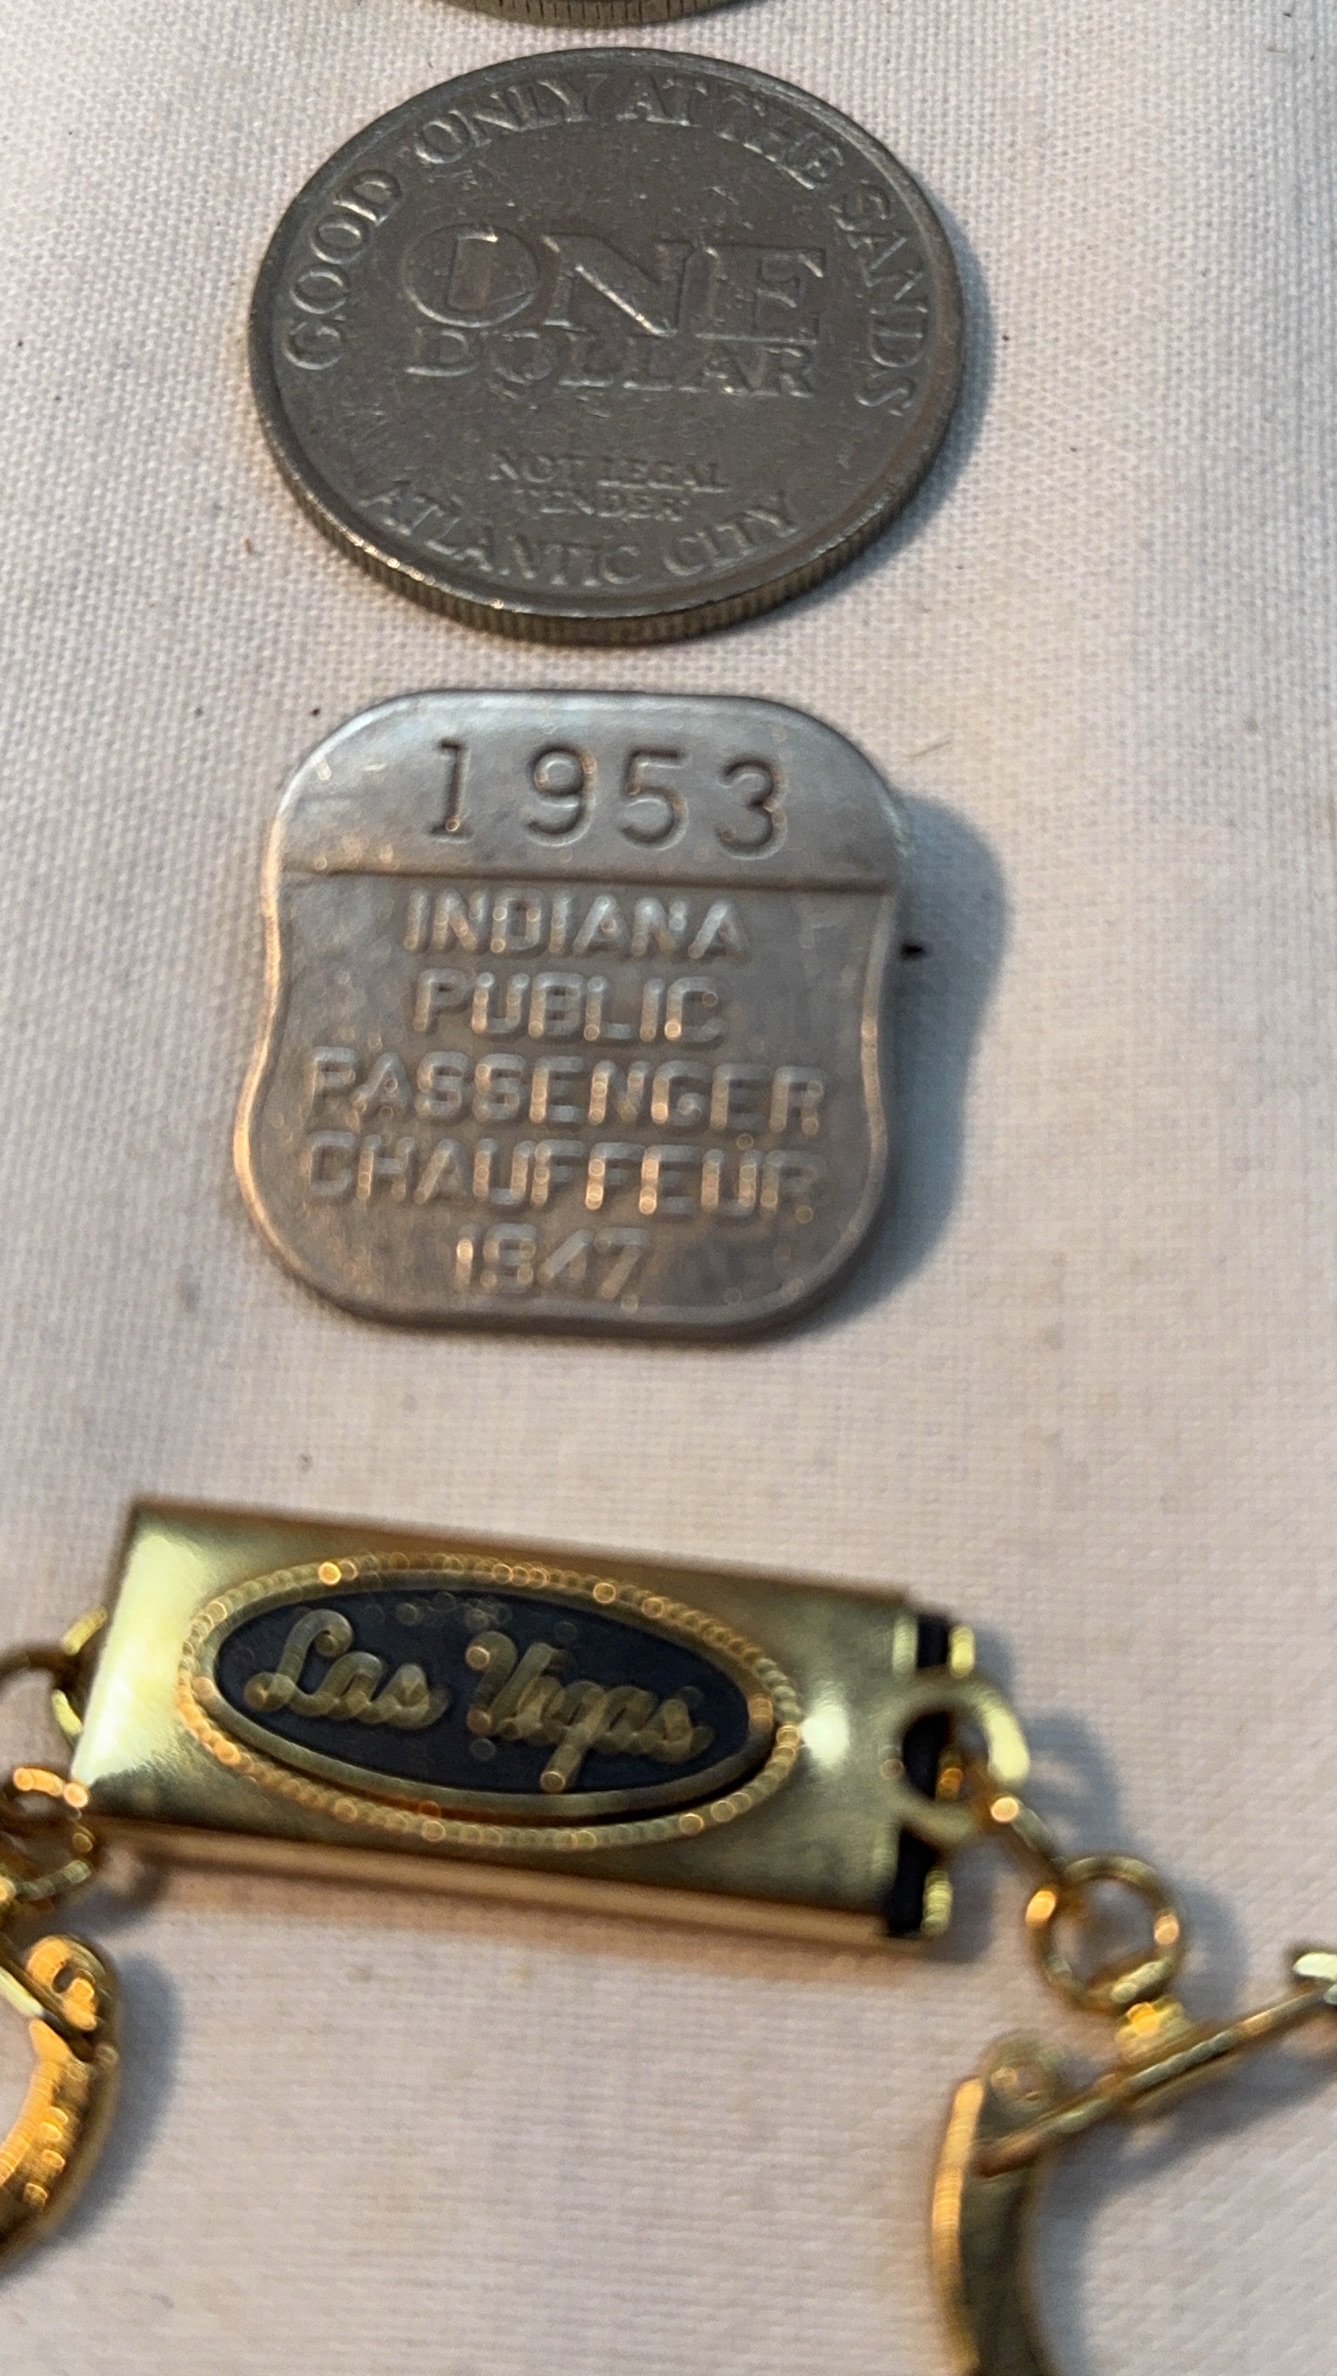 GOOD ONLY AT THE SANDS
ONE
DOLLAR
NOT LEGAL
TENDER
ATLANTIC CITY
1953
INDIANA
PUBLIC
PASSENGER
CHAUFFEUR
1947
Las Vegas